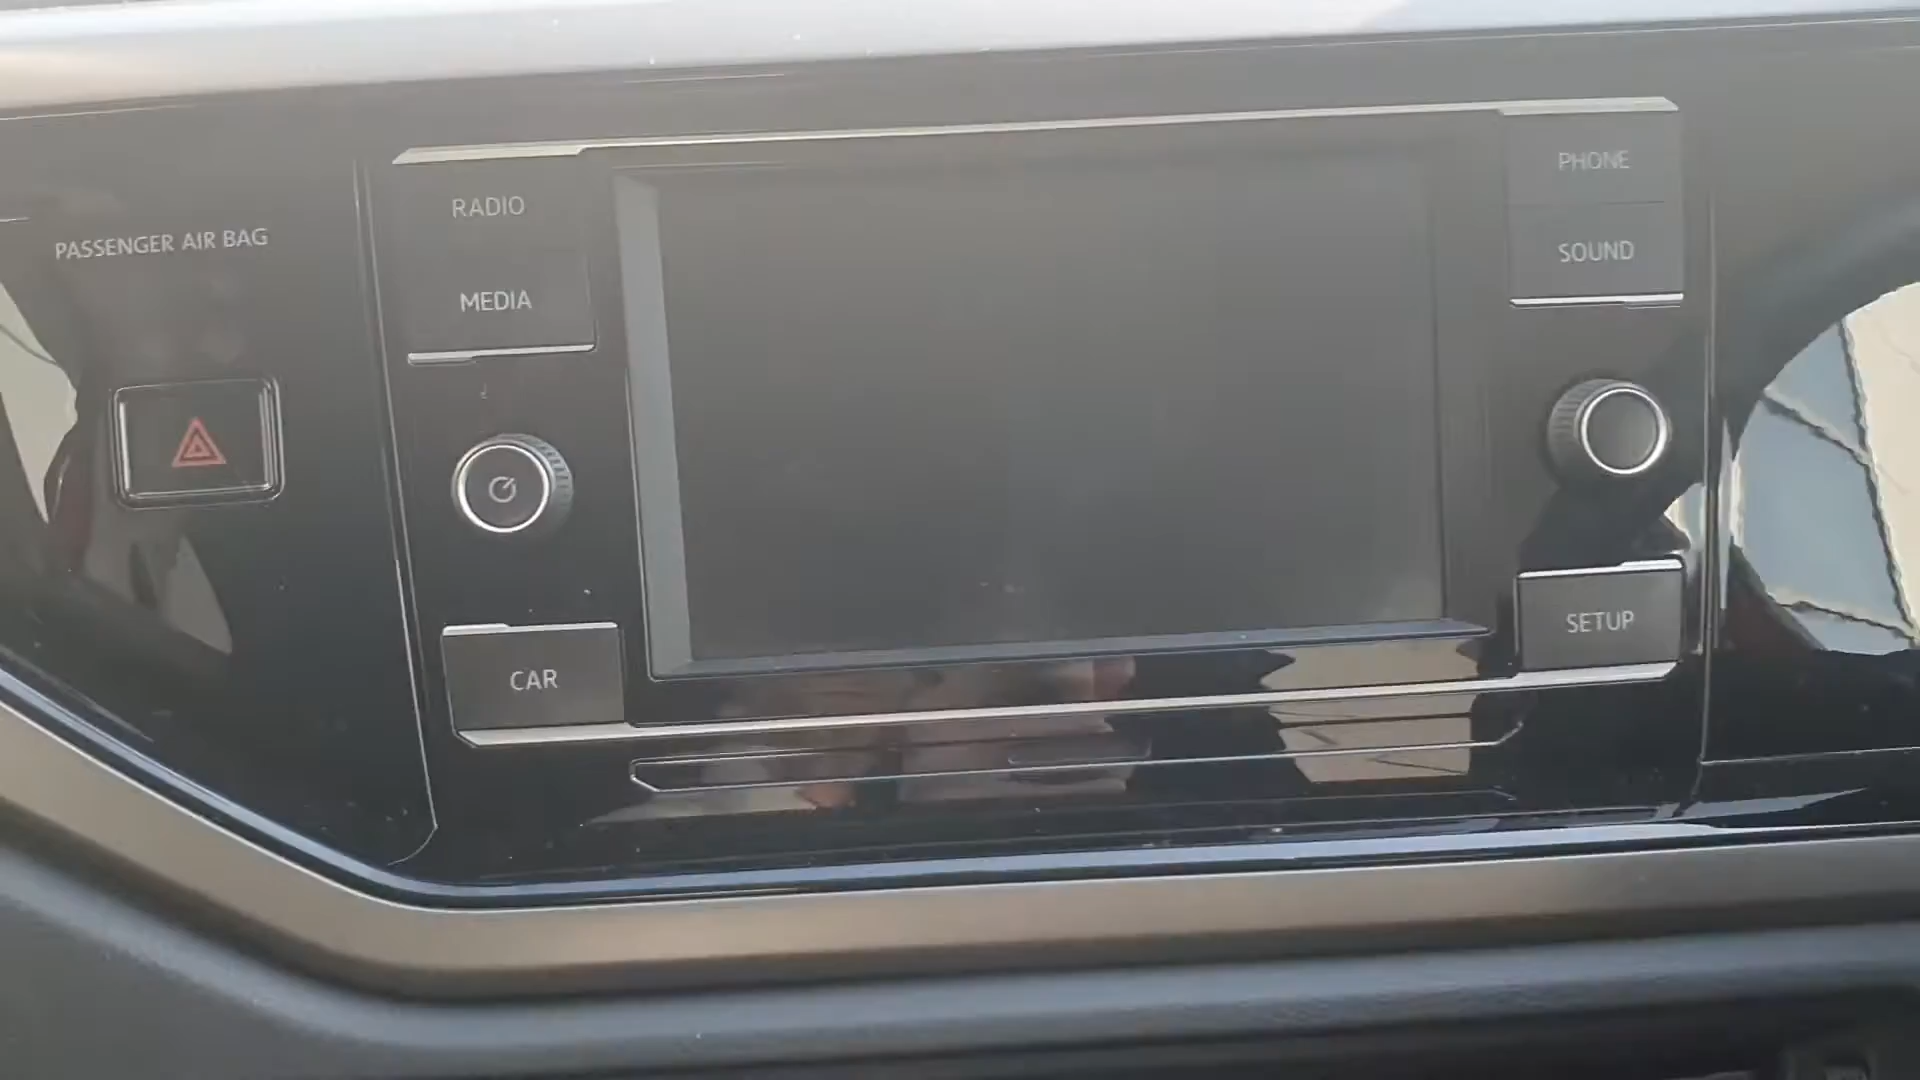 PASSENGER AIR BAG
RADIO
MEDIA
CAR
PHONE
SOUND
SETUP